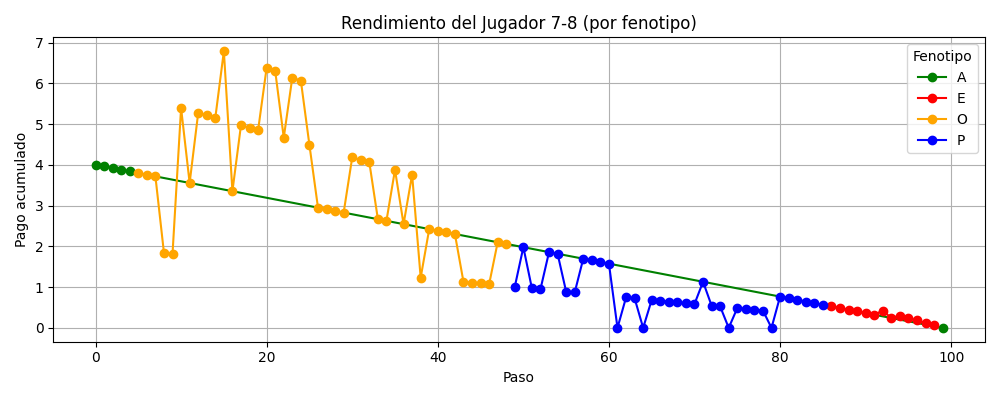 Rendimiento del Jugador 7-8 (por fenotipo)
Pago acumulado
7
6
5
4
3
2
1
0
Fenotipo
A
E
O
P
0 20 40 60 80 100
Paso